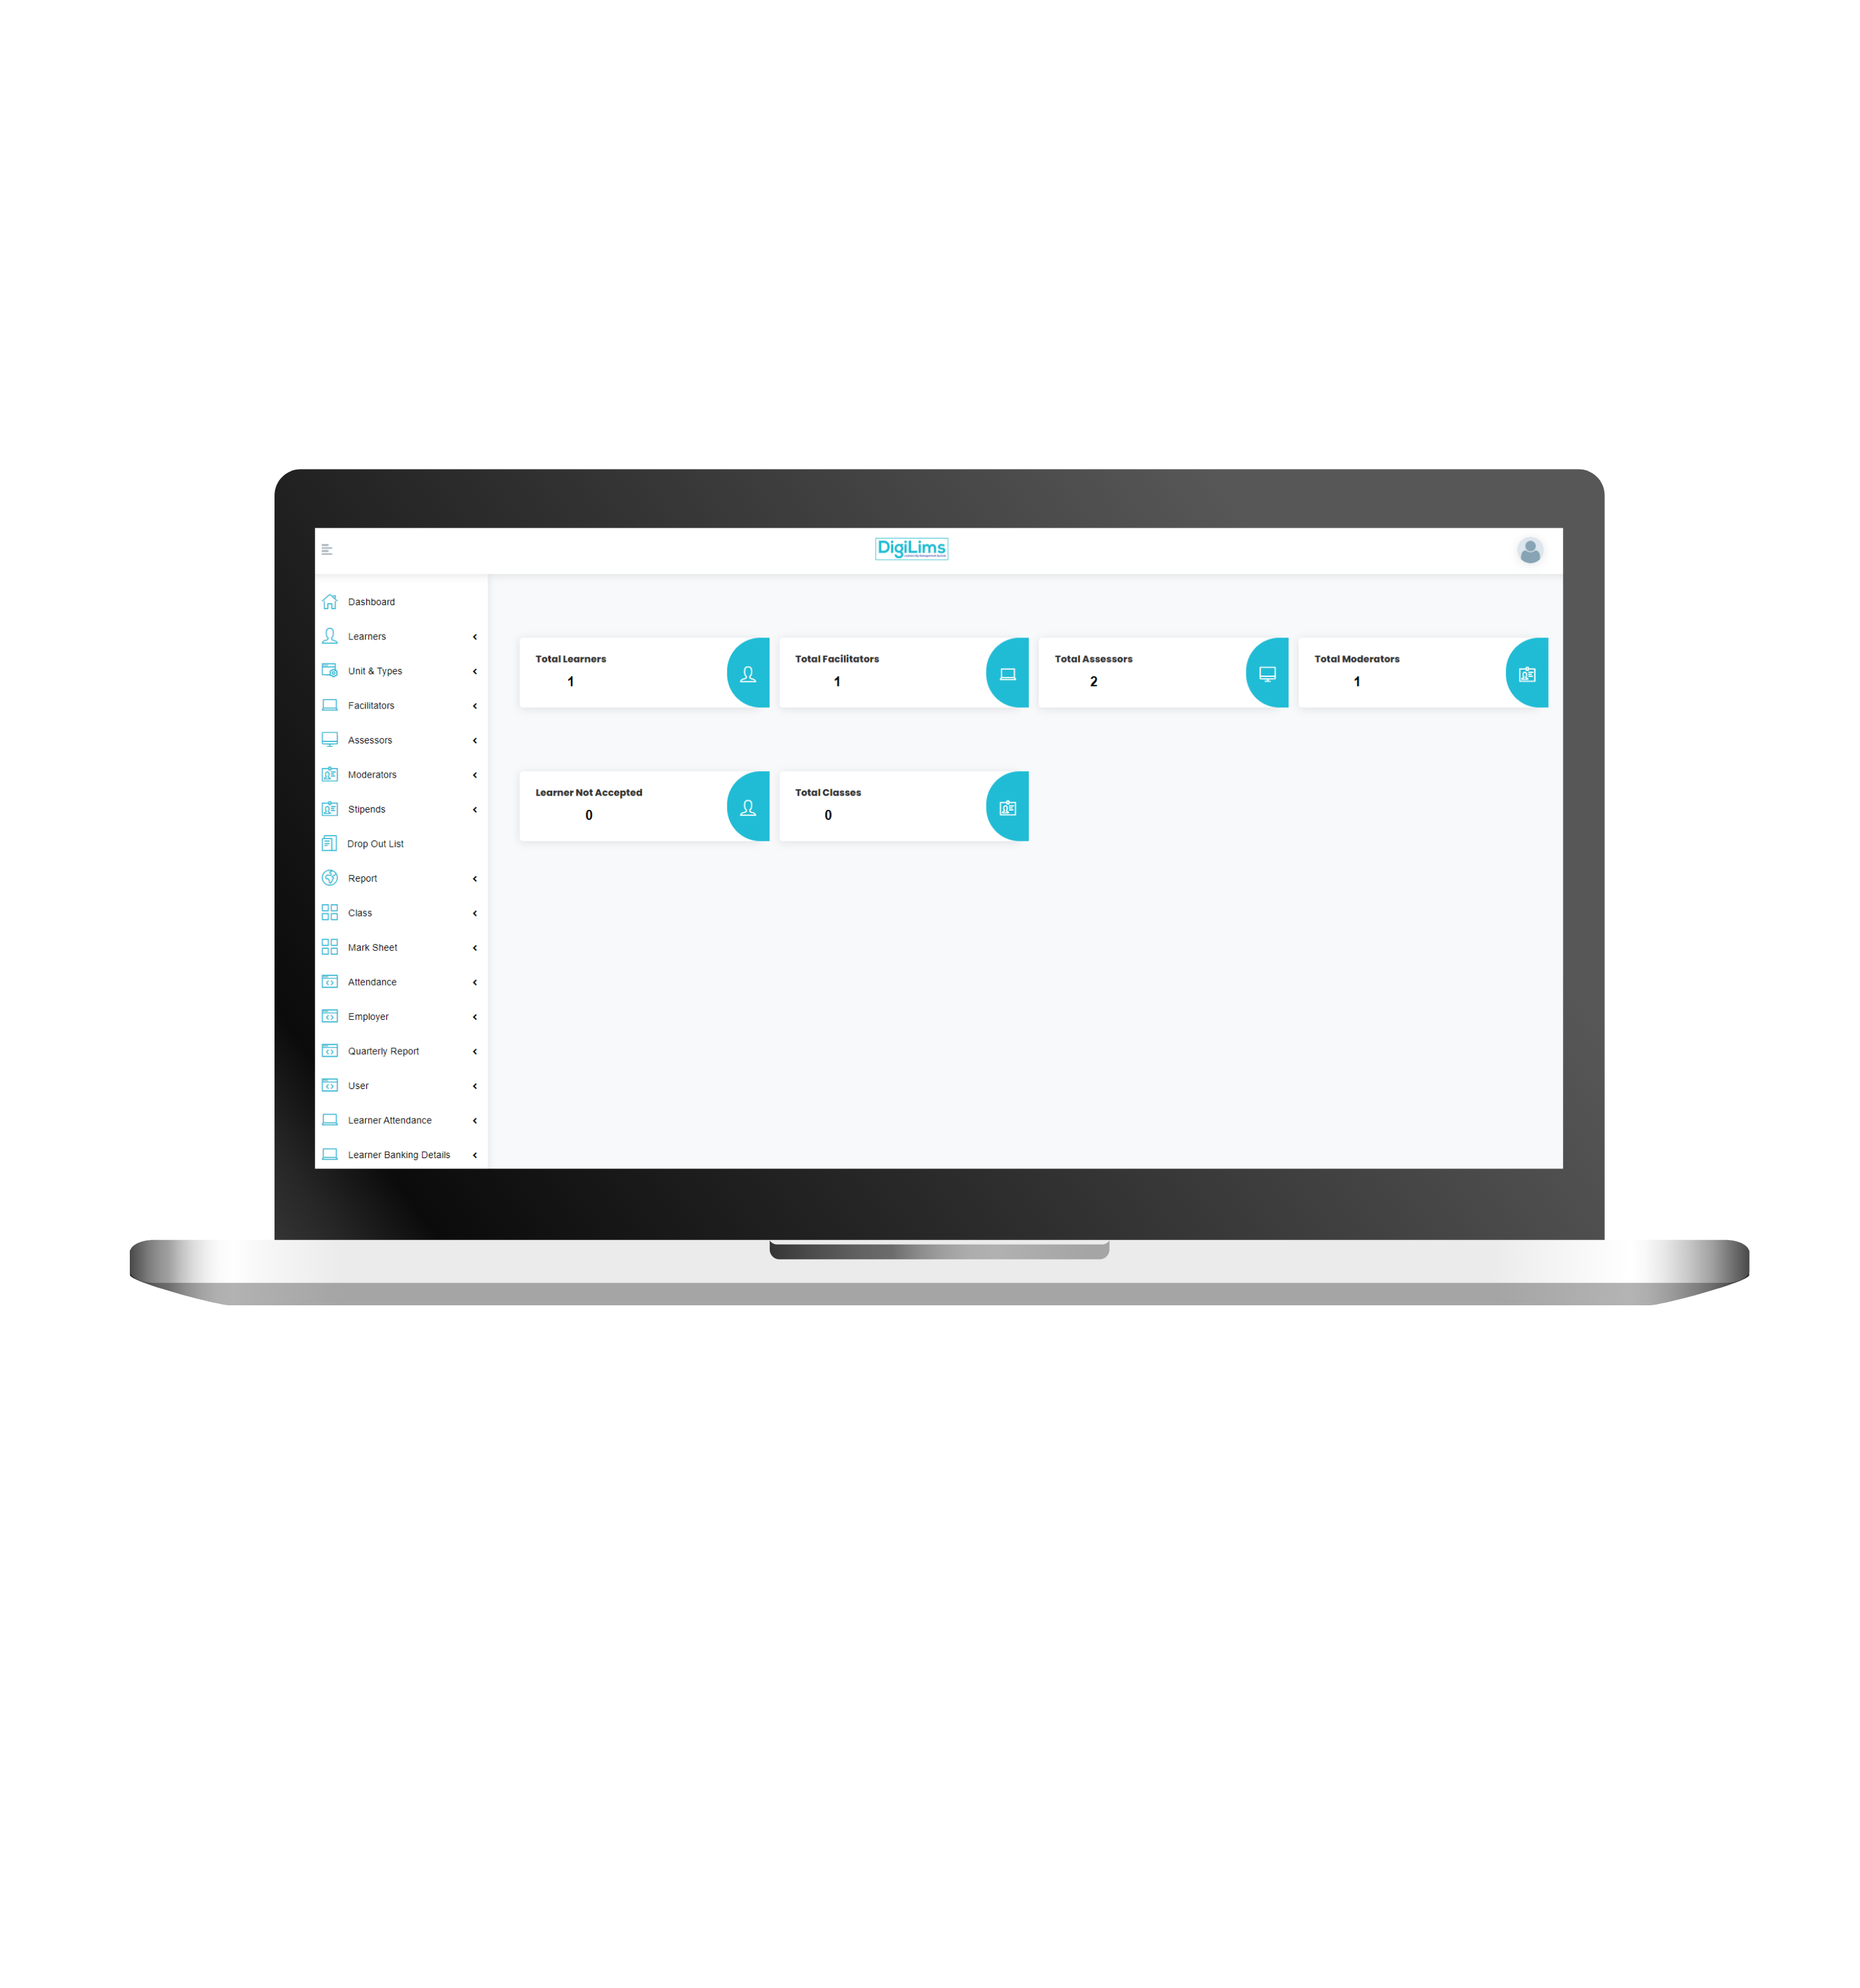 DigiLims
Dashboard
Learners
Unit & Types
Facilitators
Assessors
Moderators
Stipends
Drop Out List
Report
Class
Mark Sheet
Attendance
Employer
Quarterly Report
User
Learner Attendance
Learner Banking Details
Total Learners
1
Total Facilitators
1
Total Assessors
2
Total Moderators
1
Learner Not Accepted
0
Total Classes
0